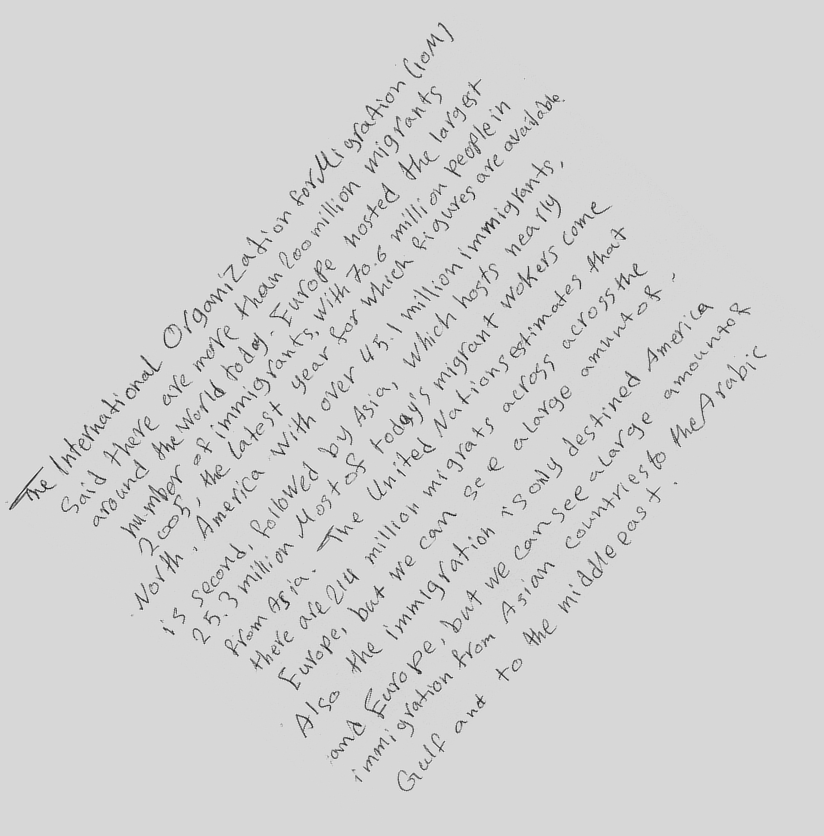 The International Organization for Migration (IOM)
Said there are more than 200 million migrants
around the World today. Europe hosted the largest
number of immigrants, with 70.6 million people in
2005, the latest year for which figures are available.
North America with over 45.1 million immigrants,
is second, followed by Asia, which hosts nearly
25.3 million Most of today's migrant wokers come
from Asia. The United Nations estimates that
there are 214 million migrats across across the
Europe, but we can see a large amunt of.
Also the immigration is only destined America
and Europe, but we can see a large amount of
immigration from Asian countries to the Arabic
Gulf and to the middle east.